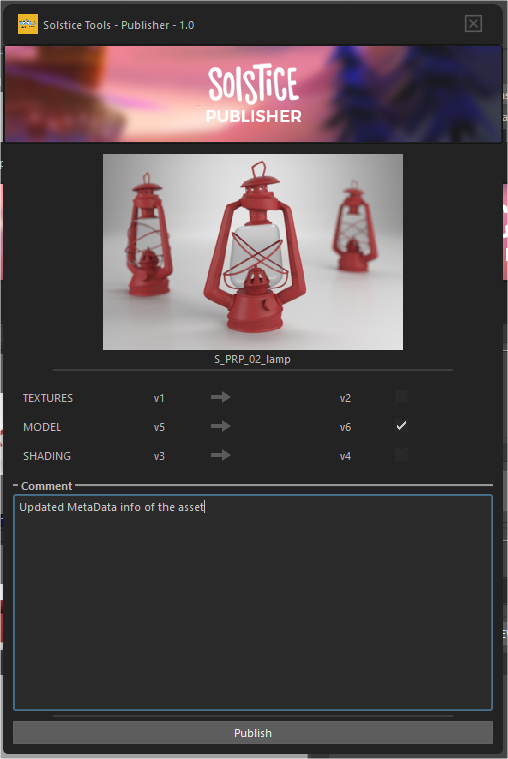 Solstice Tools - Publisher - 1.0
SOLSTICE
PUBLISHER
S_PRP_02_lamp
TEXTURES v1 v2
MODEL v5 v6
SHADING v3 v4
Comment
Updated MetaData info of the asset
Publish